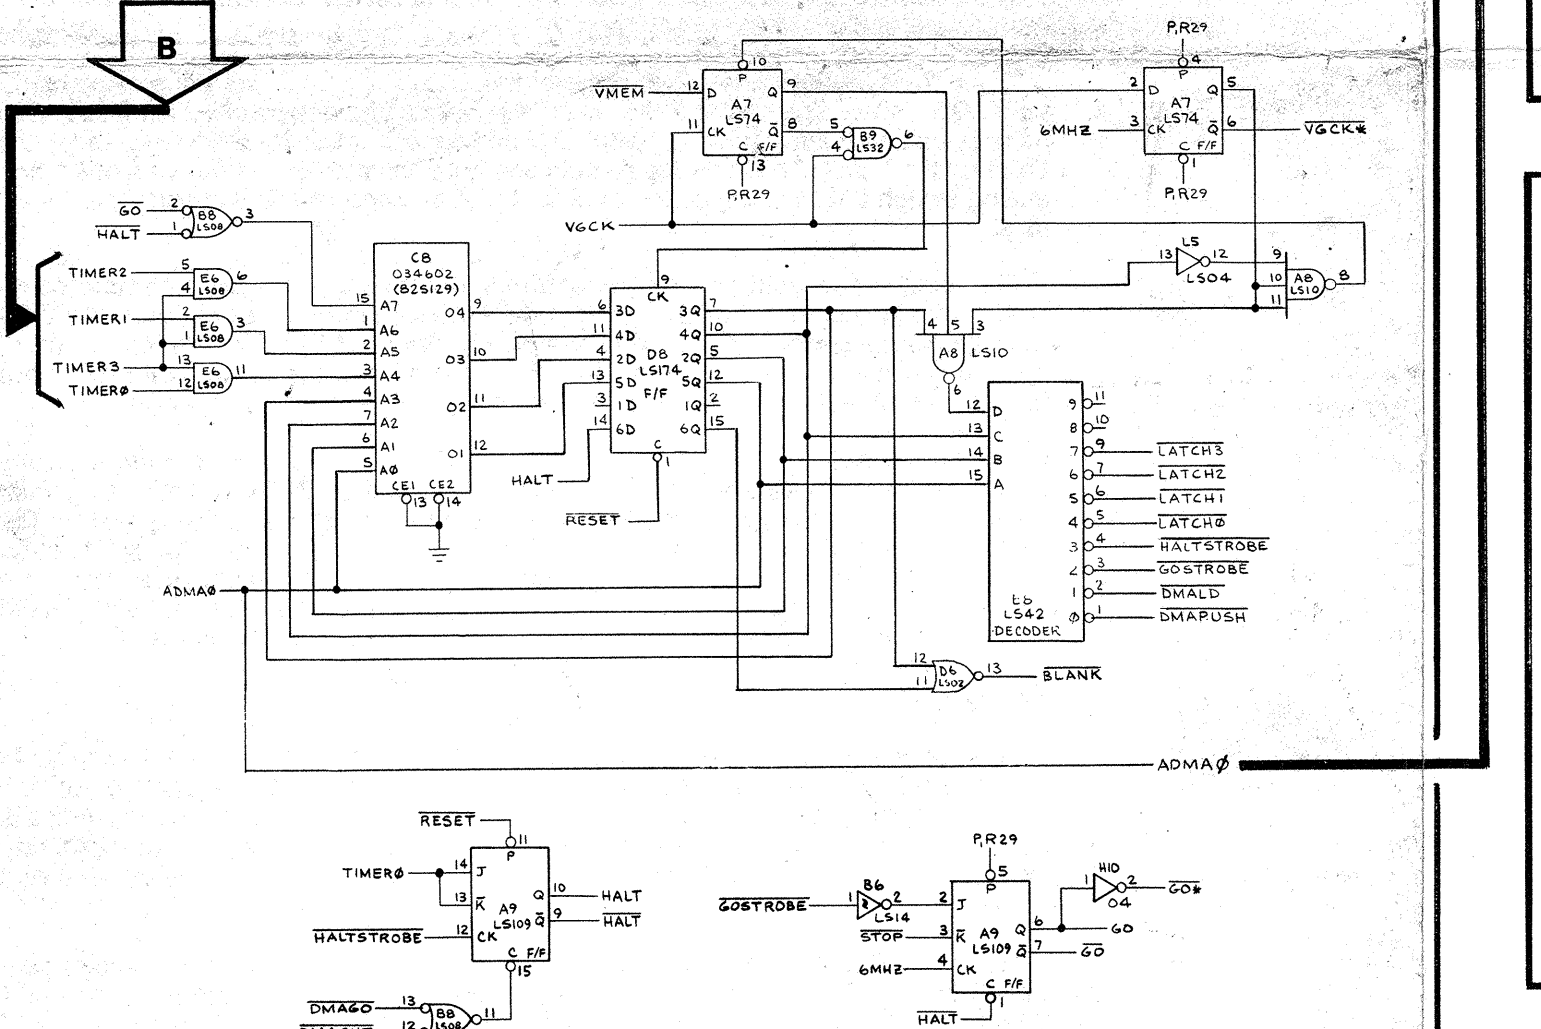 B
P,R29
10
P
VMEM
12
D
Q
9
A7
LS74
11
CK
Q
8
C
F/F
13
P,R29
5
4
B9
LS32
6
VGCK
P,R29
4
P
2
D
Q
5
A7
LS74
6MHZ
3
CK
Q
6
VGCK*
C
F/F
1
P,R29
GO
2
HALT
1
B8
LS08
3
TIMER2
5
4
E6
LS08
6
TIMER1
2
1
E6
LS08
3
TIMER3
13
TIMERØ
12
E6
LS08
11
C8
034602
(82S129)
15
A7
1
A6
2
A5
3
A4
4
A3
7
A2
6
A1
5
AØ
O4
9
O3
10
O2
11
O1
12
CE1
CE2
13
14
9
CK
6
3D
3Q
7
11
4D
4Q
10
4
2D
2Q
5
13
5D
5Q
12
3
1D
1Q
2
14
6D
6Q
15
D8
LS174
F/F
C
1
HALT
RESET
4
5
3
A8
LS10
6
L5
13
12
LS04
9
10
11
A8
LS10
8
12
D
13
C
14
B
15
A
9
11
8
10
7
9
LATCH3
6
7
LATCH2
5
6
LATCH1
4
5
LATCHØ
3
4
HALTSTROBE
2
3
GOSTROBE
1
2
DMALD
Ø
1
DMAPUSH
E8
LS42
DECODER
ADMAØ
12
11
D6
LS02
13
BLANK
ADMAØ
RESET
11
P
TIMERØ
14
J
13
K
Q
10
HALT
A9
LS109
Q
9
HALT
HALTSTROBE
12
CK
C
F/F
15
DMAGO
13
12
B8
LS08
11
P,R29
5
P
GOSTROBE
1
B6
2
LS14
2
J
STOP
3
K
A9
LS109
6MHZ
4
CK
Q
6
GO
Q
7
GO
C
F/F
1
HALT
H10
1
2
04
GO*